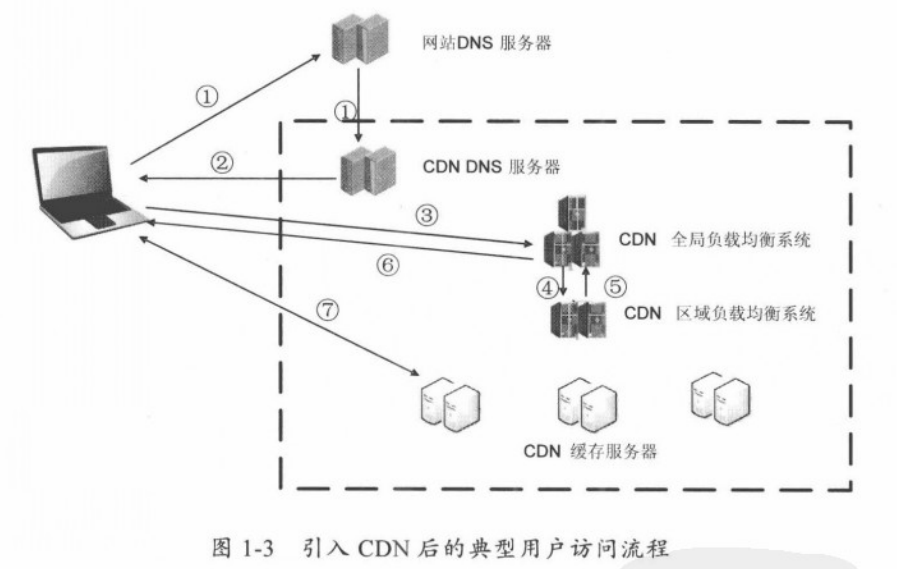 网站DNS 服务器
①
①
CDN DNS 服务器
②
③
CDN 全局负载均衡系统
⑥
④ ⑤
CDN 区域负载均衡系统
⑦
CDN 缓存服务器
图 1-3 引入 CDN 后的典型用户访问流程